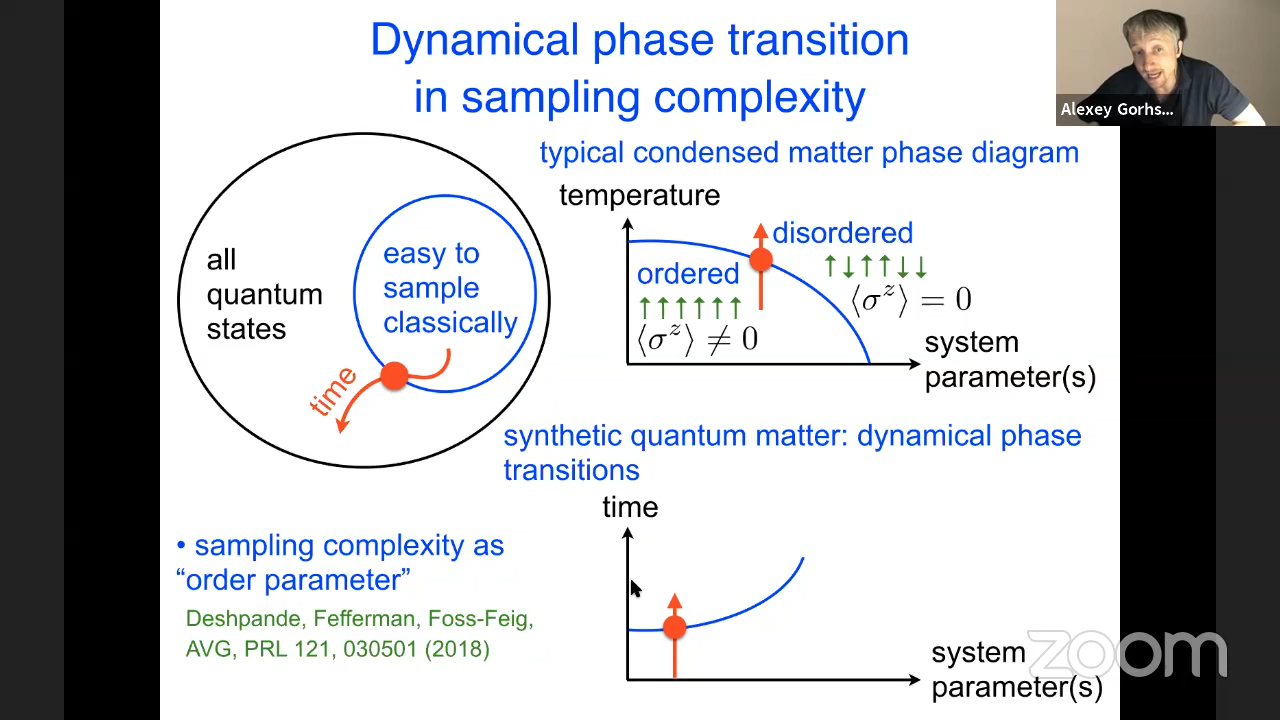 Dynamical phase transition
in sampling complexity
Alexey Gorhs...
typical condensed matter phase diagram
temperature
disordered
ordered
⟨σᶻ⟩ = 0
⟨σᶻ⟩ ≠ 0
system
parameter(s)
all
quantum
states
easy to
sample
classically
time
synthetic quantum matter: dynamical phase
transitions
time
system
parameter(s)
• sampling complexity as
“order parameter”
Deshpande, Fefferman, Foss-Feig,
AVG, PRL 121, 030501 (2018)
zoom